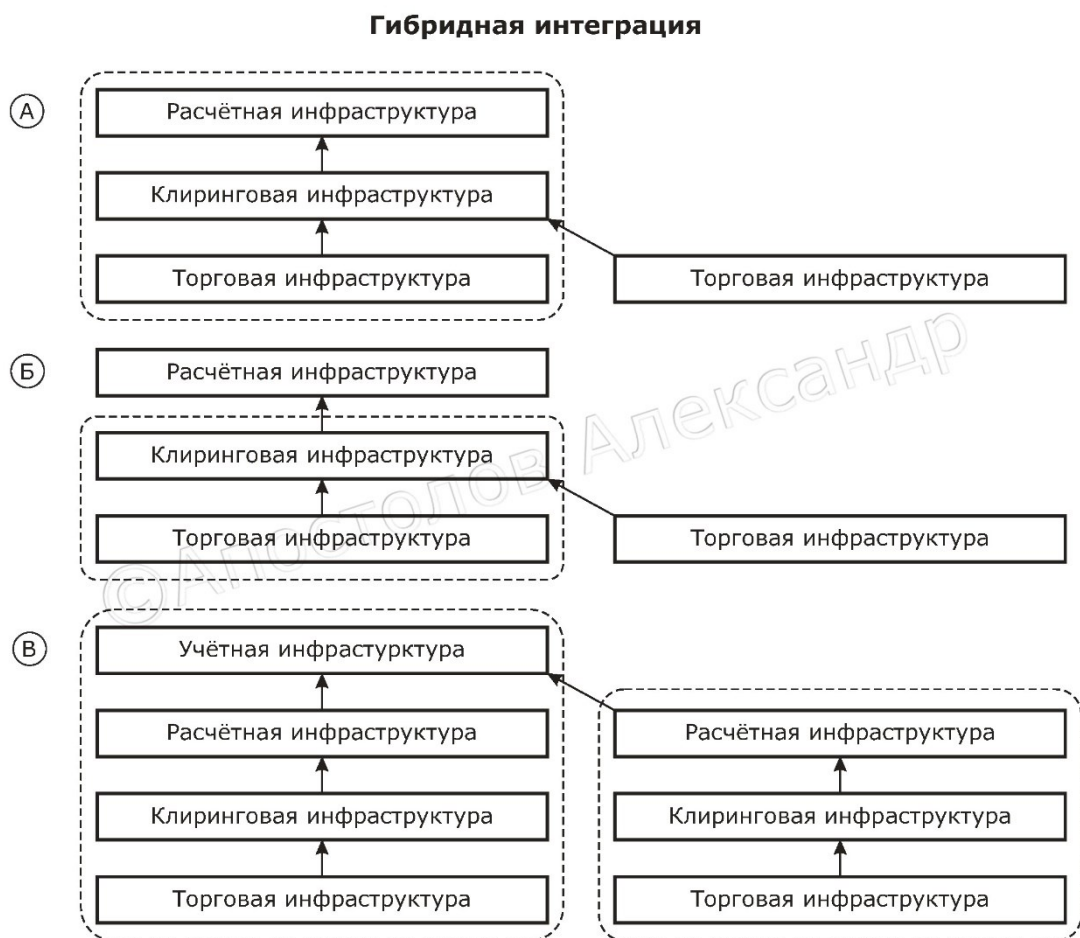 Гибридная интеграция
А
Расчётная инфраструктура
Клиринговая инфраструктура
Торговая инфраструктура
Торговая инфраструктура
Б
Расчётная инфраструктура
Клиринговая инфраструктура
Торговая инфраструктура
Торговая инфраструктура
©Апостолов Александр
В
Учётная инфрастурктура
Расчётная инфраструктура
Расчётная инфраструктура
Клиринговая инфраструктура
Клиринговая инфраструктура
Торговая инфраструктура
Торговая инфраструктура